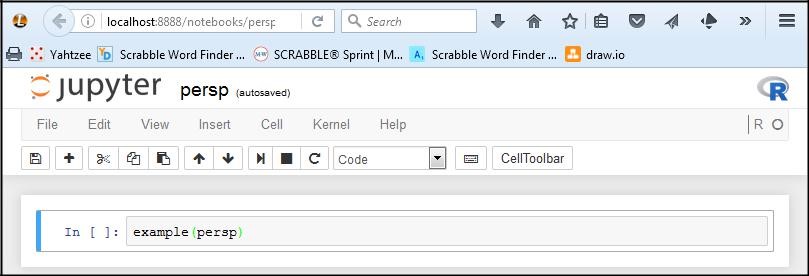 localhost:8888/notebooks/persp
Search
Yahtzee
Scrabble Word Finder ...
SCRABBLE® Sprint | M...
Scrabble Word Finder ...
draw.io
jupyter persp (autosaved)
R
File Edit View Insert Cell Kernel Help
R
Code
CellToolbar
In [ ]: example(persp)